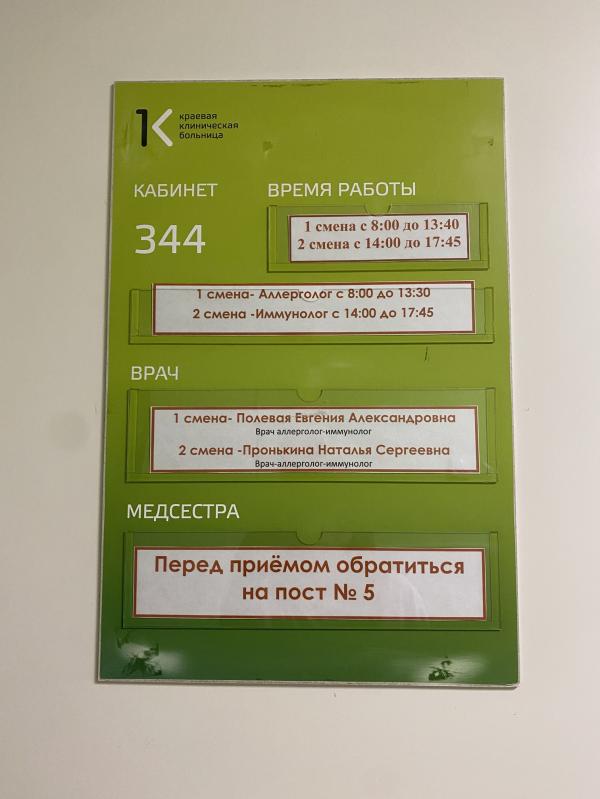 1К краевая
клиническая
больница
КАБИНЕТ
344
ВРЕМЯ РАБОТЫ
1 смена с 8:00 до 13:40
2 смена с 14:00 до 17:45
1 смена- Аллерголог с 8:00 до 13:30
2 смена -Иммунолог с 14:00 до 17:45
ВРАЧ
1 смена- Полевая Евгения Александровна
Врач аллерголог-иммунолог
2 смена -Пронькина Наталья Сергеевна
Врач-аллерголог-иммунолог
МЕДСЕСТРА
Перед приёмом обратиться
на пост № 5